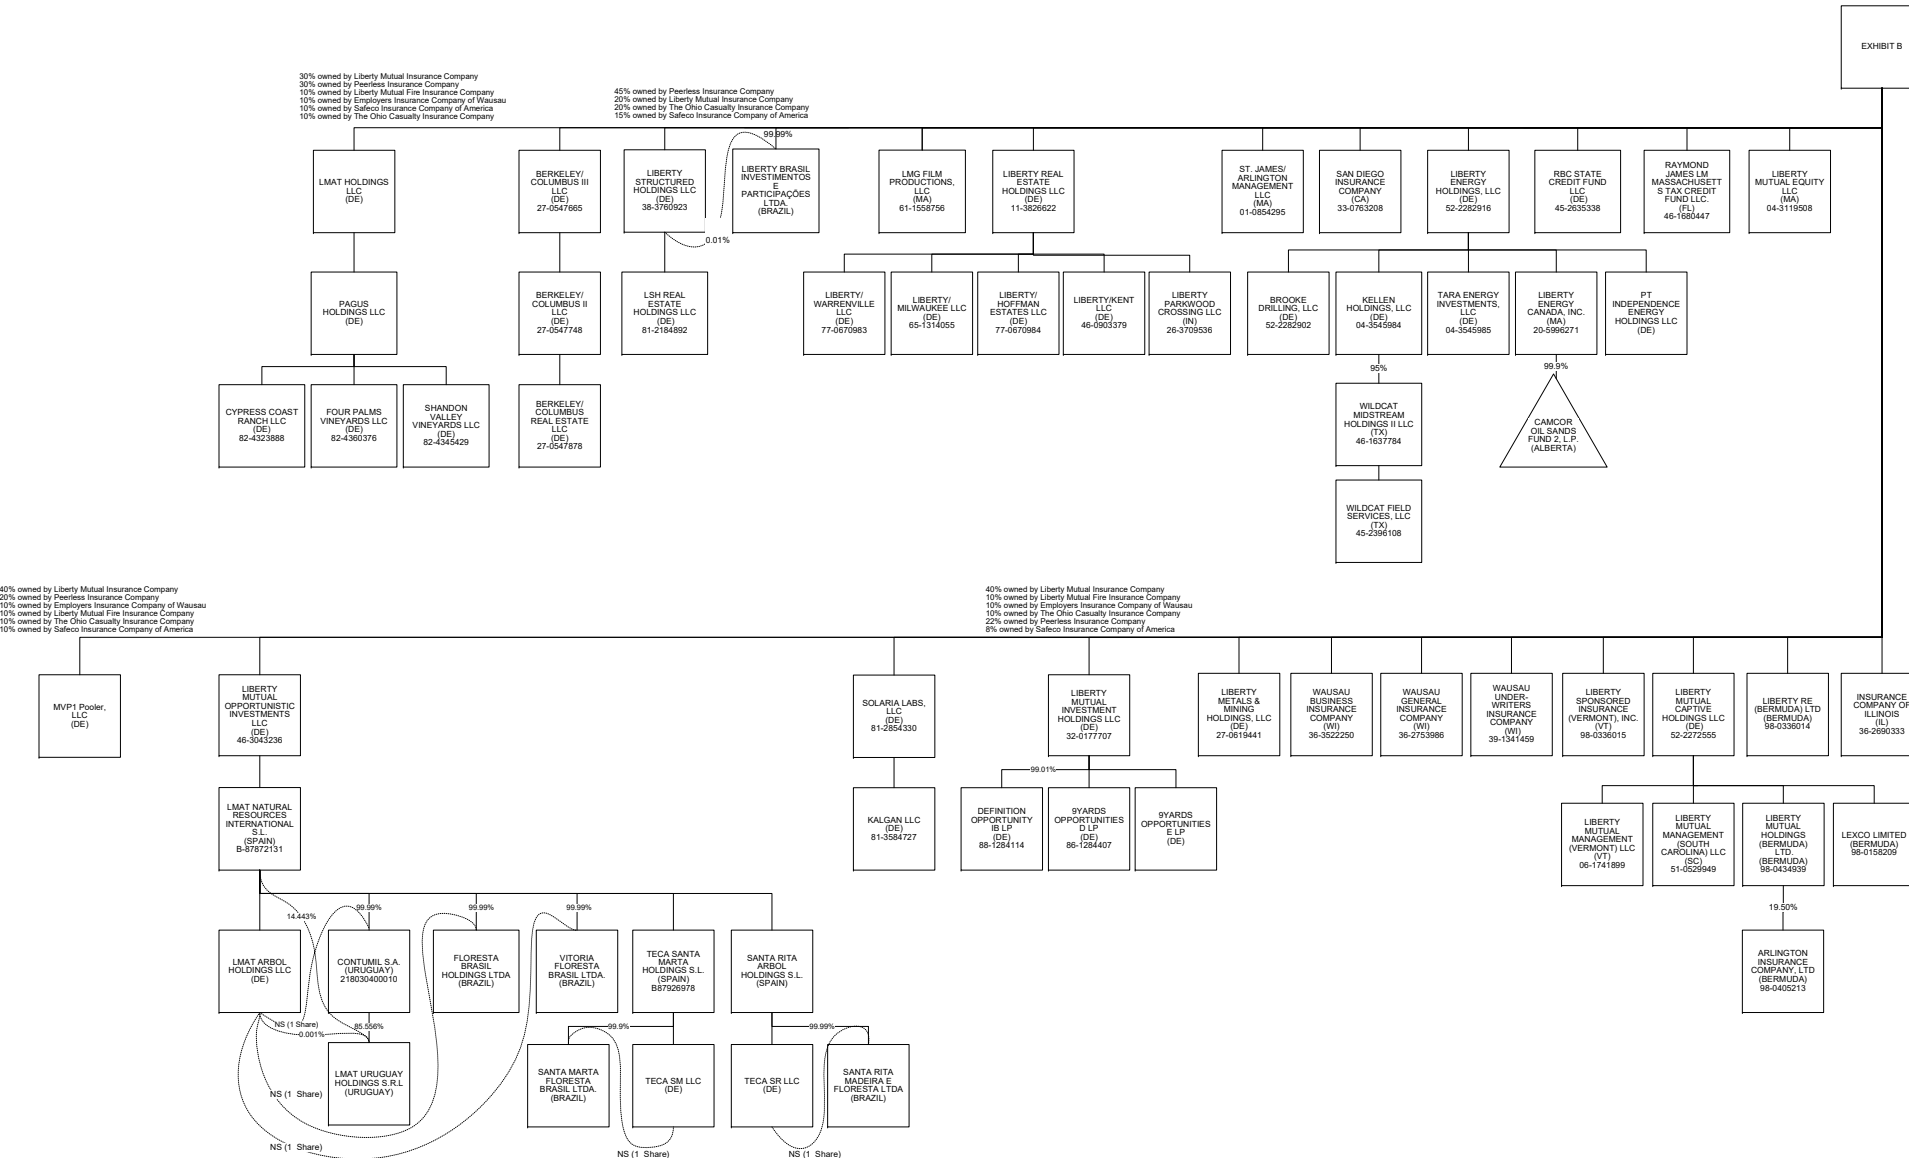 EXHIBIT B
30% owned by Liberty Mutual Insurance Company
30% owned by Peerless Insurance Company
10% owned by Liberty Mutual Fire Insurance Company
10% owned by Employers Insurance Company of Wausau
10% owned by Safeco Insurance Company of America
10% owned by The Ohio Casualty Insurance Company
45% owned by Peerless Insurance Company
20% owned by Liberty Mutual Insurance Company
20% owned by The Ohio Casualty Insurance Company
15% owned by Safeco Insurance Company of America
99.99%
LMAT HOLDINGS
LLC
(DE)
BERKELEY/
COLUMBUS III
LLC
(DE)
27-0547665
LIBERTY
STRUCTURED
HOLDINGS LLC
(DE)
38-3760923
LIBERTY BRASIL
INVESTIMENTOS
E
PARTICIPAÇÕES
LTDA.
(BRAZIL)
LMG FILM
PRODUCTIONS,
LLC
(MA)
61-1558756
LIBERTY REAL
ESTATE
HOLDINGS LLC
(DE)
11-3826622
ST. JAMES/
ARLINGTON
MANAGEMENT
LLC
(MA)
01-0854295
SAN DIEGO
INSURANCE
COMPANY
(CA)
33-0763208
LIBERTY
ENERGY
HOLDINGS, LLC
(DE)
52-2282916
RBC STATE
CREDIT FUND
LLC
(DE)
45-2635338
RAYMOND
JAMES LM
MASSACHUSETT
S TAX CREDIT
FUND LLC.
(FL)
46-1680447
LIBERTY
MUTUAL EQUITY
LLC
(MA)
04-3119508
0.01%
PAGUS
HOLDINGS LLC
(DE)
BERKELEY/
COLUMBUS II
LLC
(DE)
27-0547748
LSH REAL
ESTATE
HOLDINGS LLC
(DE)
81-2184892
LIBERTY/
WARRENVILLE
LLC
(DE)
77-0670983
LIBERTY/
MILWAUKEE LLC
(DE)
65-1314055
LIBERTY/
HOFFMAN
ESTATES LLC
(DE)
77-0670984
LIBERTY/KENT
LLC
(DE)
46-0903379
LIBERTY
PARKWOOD
CROSSING LLC
(IN)
26-3709536
BROOKE
DRILLING, LLC
(DE)
52-2282902
KELLEN
HOLDINGS, LLC
(DE)
04-3545984
TARA ENERGY
INVESTMENTS,
LLC
(DE)
04-3545985
LIBERTY
ENERGY
CANADA, INC.
(MA)
20-5996271
PT
INDEPENDENCE
ENERGY
HOLDINGS LLC
(DE)
95%
99.9%
CYPRESS COAST
RANCH LLC
(DE)
82-4323888
FOUR PALMS
VINEYARDS LLC
(DE)
82-4360376
SHANDON
VALLEY
VINEYARDS LLC
(DE)
82-4345429
BERKELEY/
COLUMBUS
REAL ESTATE
LLC
(DE)
27-0547878
WILDCAT
MIDSTREAM
HOLDINGS II LLC
(TX)
46-1637784
CAMCOR
OIL SANDS
FUND 2, L.P.
(ALBERTA)
WILDCAT FIELD
SERVICES, LLC
(TX)
45-2396108
40% owned by Liberty Mutual Insurance Company
20% owned by Peerless Insurance Company
10% owned by Employers Insurance Company of Wausau
10% owned by Liberty Mutual Fire Insurance Company
10% owned by The Ohio Casualty Insurance Company
10% owned by Safeco Insurance Company of America
40% owned by Liberty Mutual Insurance Company
10% owned by Liberty Mutual Fire Insurance Company
10% owned by Employers Insurance Company of Wausau
10% owned by The Ohio Casualty Insurance Company
22% owned by Peerless Insurance Company
8% owned by Safeco Insurance Company of America
MVP1 Pooler,
LLC
(DE)
LIBERTY
MUTUAL
OPPORTUNISTIC
INVESTMENTS
LLC
(DE)
46-3043236
SOLARIA LABS,
LLC
(DE)
81-2854330
LIBERTY
MUTUAL
INVESTMENT
HOLDINGS LLC
(DE)
32-0177707
LIBERTY
METALS &
MINING
HOLDINGS, LLC
(DE)
27-0619441
WAUSAU
BUSINESS
INSURANCE
COMPANY
(WI)
36-3522250
WAUSAU
GENERAL
INSURANCE
COMPANY
(WI)
36-2753986
WAUSAU
UNDER-
WRITERS
INSURANCE
COMPANY
(WI)
39-1341459
LIBERTY
SPONSORED
INSURANCE
(VERMONT), INC.
(VT)
98-0336015
LIBERTY
MUTUAL
CAPTIVE
HOLDINGS LLC
(DE)
52-2272555
LIBERTY RE
(BERMUDA) LTD
(BERMUDA)
98-0336014
INSURANCE
COMPANY OF
ILLINOIS
(IL)
36-2690333
99.01%
LMAT NATURAL
RESOURCES
INTERNATIONAL
S.L.
(SPAIN)
B-87872131
KALGAN LLC
(DE)
81-3584727
DEFINITION
OPPORTUNITY
IB LP
(DE)
88-1284114
9YARDS
OPPORTUNITIES
D LP
(DE)
86-1284407
9YARDS
OPPORTUNITIES
E LP
(DE)
LIBERTY
MUTUAL
MANAGEMENT
(VERMONT) LLC
(VT)
06-1741899
LIBERTY
MUTUAL
MANAGEMENT
(SOUTH
CAROLINA) LLC
(SC)
51-0529949
LIBERTY
MUTUAL
HOLDINGS
(BERMUDA)
LTD.
(BERMUDA)
98-0434939
LEXCO LIMITED
(BERMUDA)
98-0158209
14.443%
99.99%
99.99%
99.99%
19.50%
LMAT ARBOL
HOLDINGS LLC
(DE)
CONTUMIL S.A.
(URUGUAY)
218030400010
FLORESTA
BRASIL
HOLDINGS LTDA
(BRAZIL)
VITORIA
FLORESTA
BRASIL LTDA.
(BRAZIL)
TECA SANTA
MARTA
HOLDINGS S.L.
(SPAIN)
B87926978
SANTA RITA
ARBOL
HOLDINGS S.L.
(SPAIN)
ARLINGTON
INSURANCE
COMPANY, LTD
(BERMUDA)
98-0405213
NS (1 Share)
0.001%
85.556%
99.9%
99.99%
LMAT URUGUAY
HOLDINGS S.R.L
(URUGUAY)
SANTA MARTA
FLORESTA
BRASIL LTDA.
(BRAZIL)
TECA SM LLC
(DE)
TECA SR LLC
(DE)
SANTA RITA
MADEIRA E
FLORESTA LTDA
(BRAZIL)
NS (1 Share)
NS (1 Share)
NS (1 Share)
NS (1 Share)